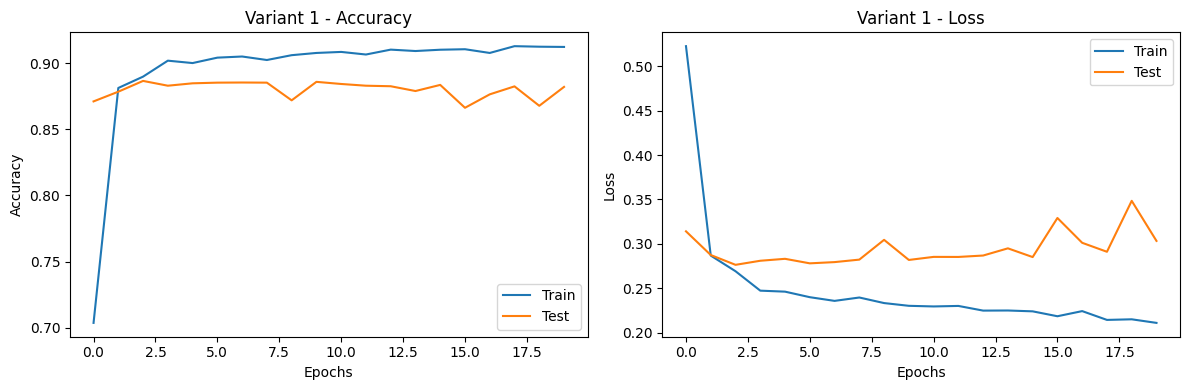 Variant 1 - Accuracy
Accuracy
0.90
0.85
0.80
0.75
0.70
Train
Test
0.0 2.5 5.0 7.5 10.0 12.5 15.0 17.5
Epochs
Variant 1 - Loss
Loss
0.50
0.45
0.40
0.35
0.30
0.25
0.20
Train
Test
0.0 2.5 5.0 7.5 10.0 12.5 15.0 17.5
Epochs